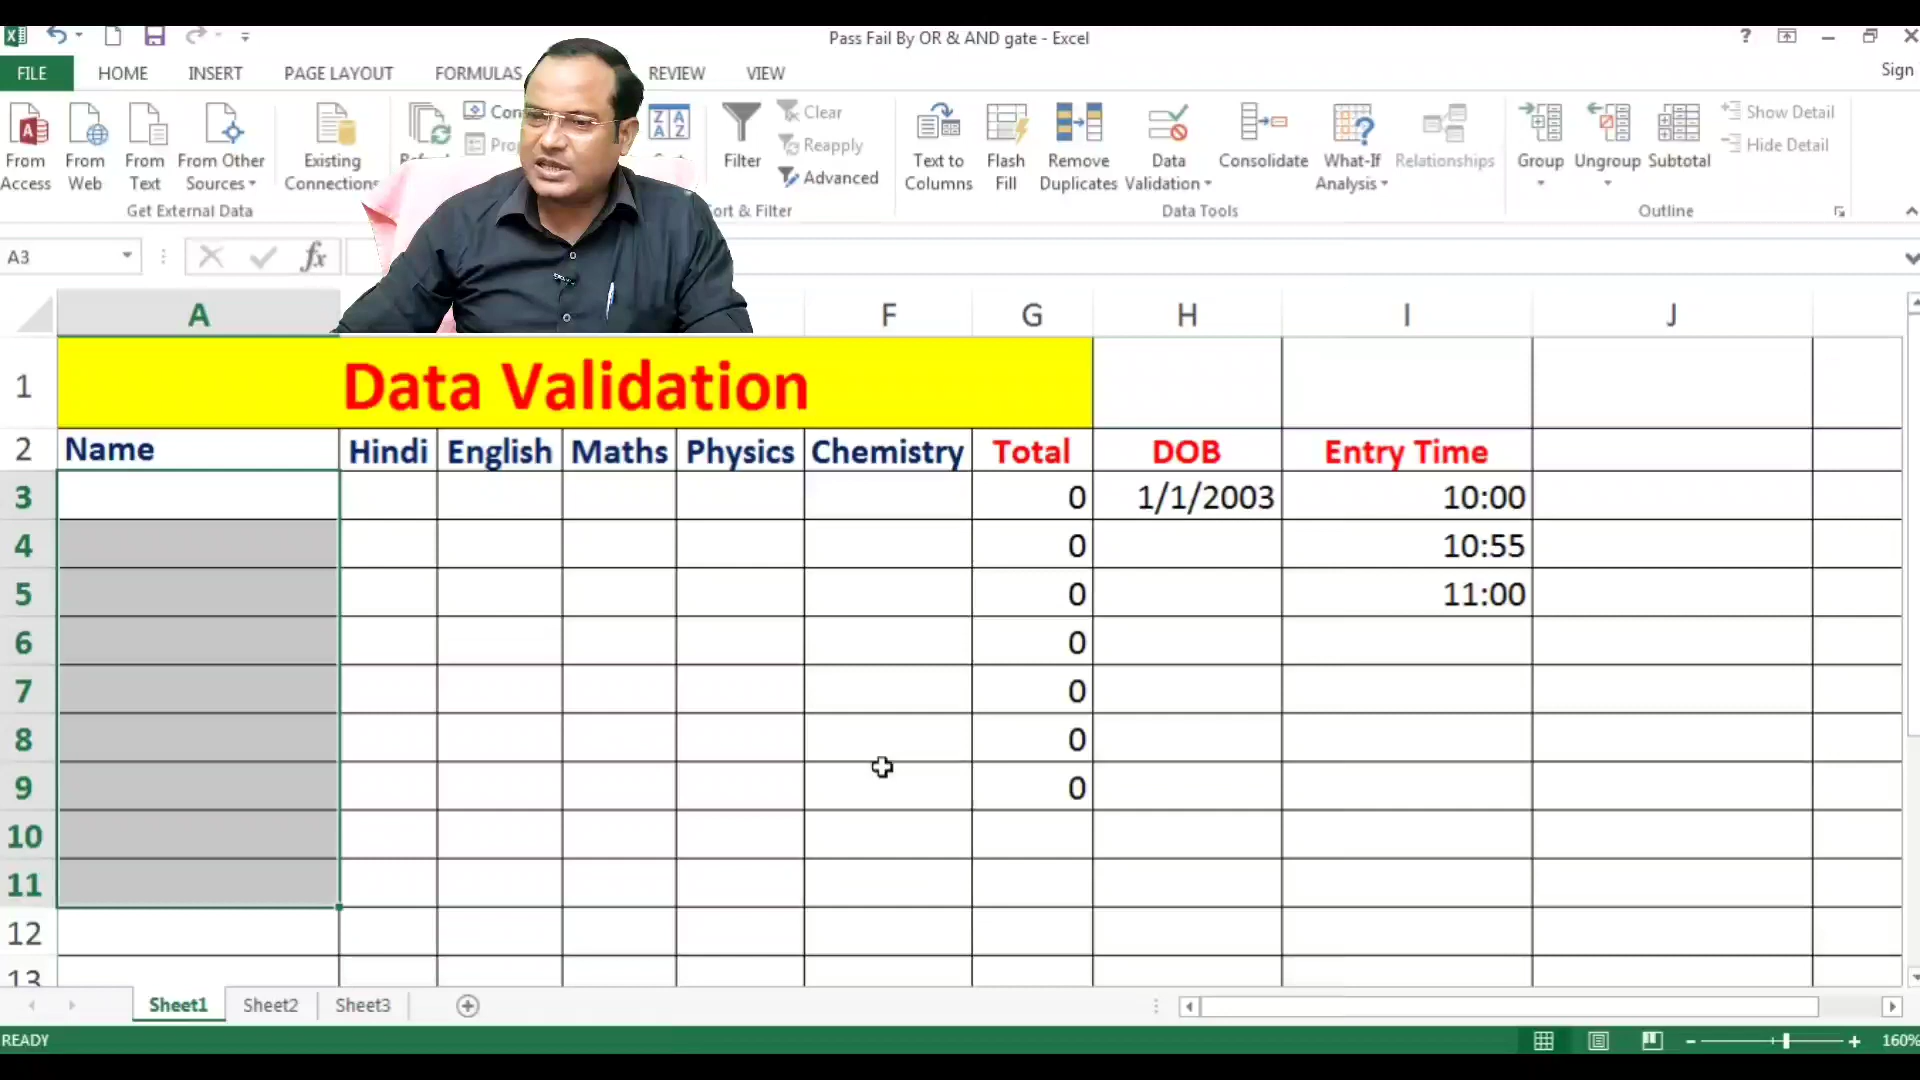 Pass Fail By OR & AND gate - Excel
?
FILE HOME INSERT PAGE LAYOUT FORMULAS REVIEW VIEW
Sign
From Access
From Web
From Text
From Other Sources
Existing Connections
Clear
Reapply
Advanced
Filter
Text to Columns
Flash Fill
Remove Duplicates
Data Validation
Consolidate
What-If Analysis
Relationships
Group
Ungroup
Subtotal
Show Detail
Hide Detail
Get External Data
Sort & Filter
Data Tools
Outline
A3
fx
A F G H I J
1 Data Validation
2 Name Hindi English Maths Physics Chemistry Total DOB Entry Time
3 0 1/1/2003 10:00
4 0 10:55
5 0 11:00
6 0
7 0
8 0
9 0
10
11
12
13
Sheet1 Sheet2 Sheet3
READY
160%